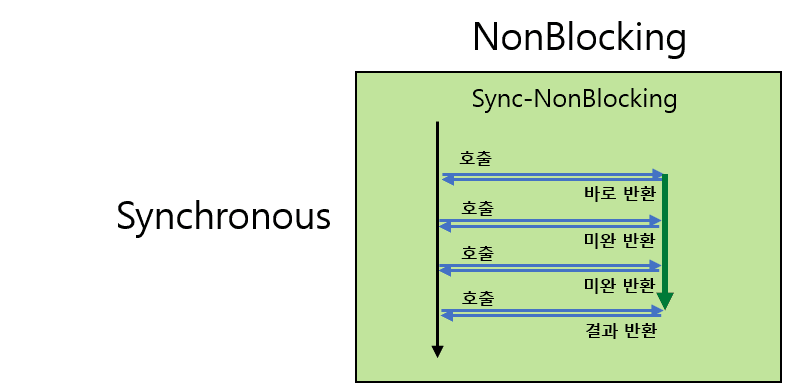 NonBlocking
Sync-NonBlocking
호출
바로 반환
호출
미완 반환
호출
미완 반환
호출
결과 반환
Synchronous